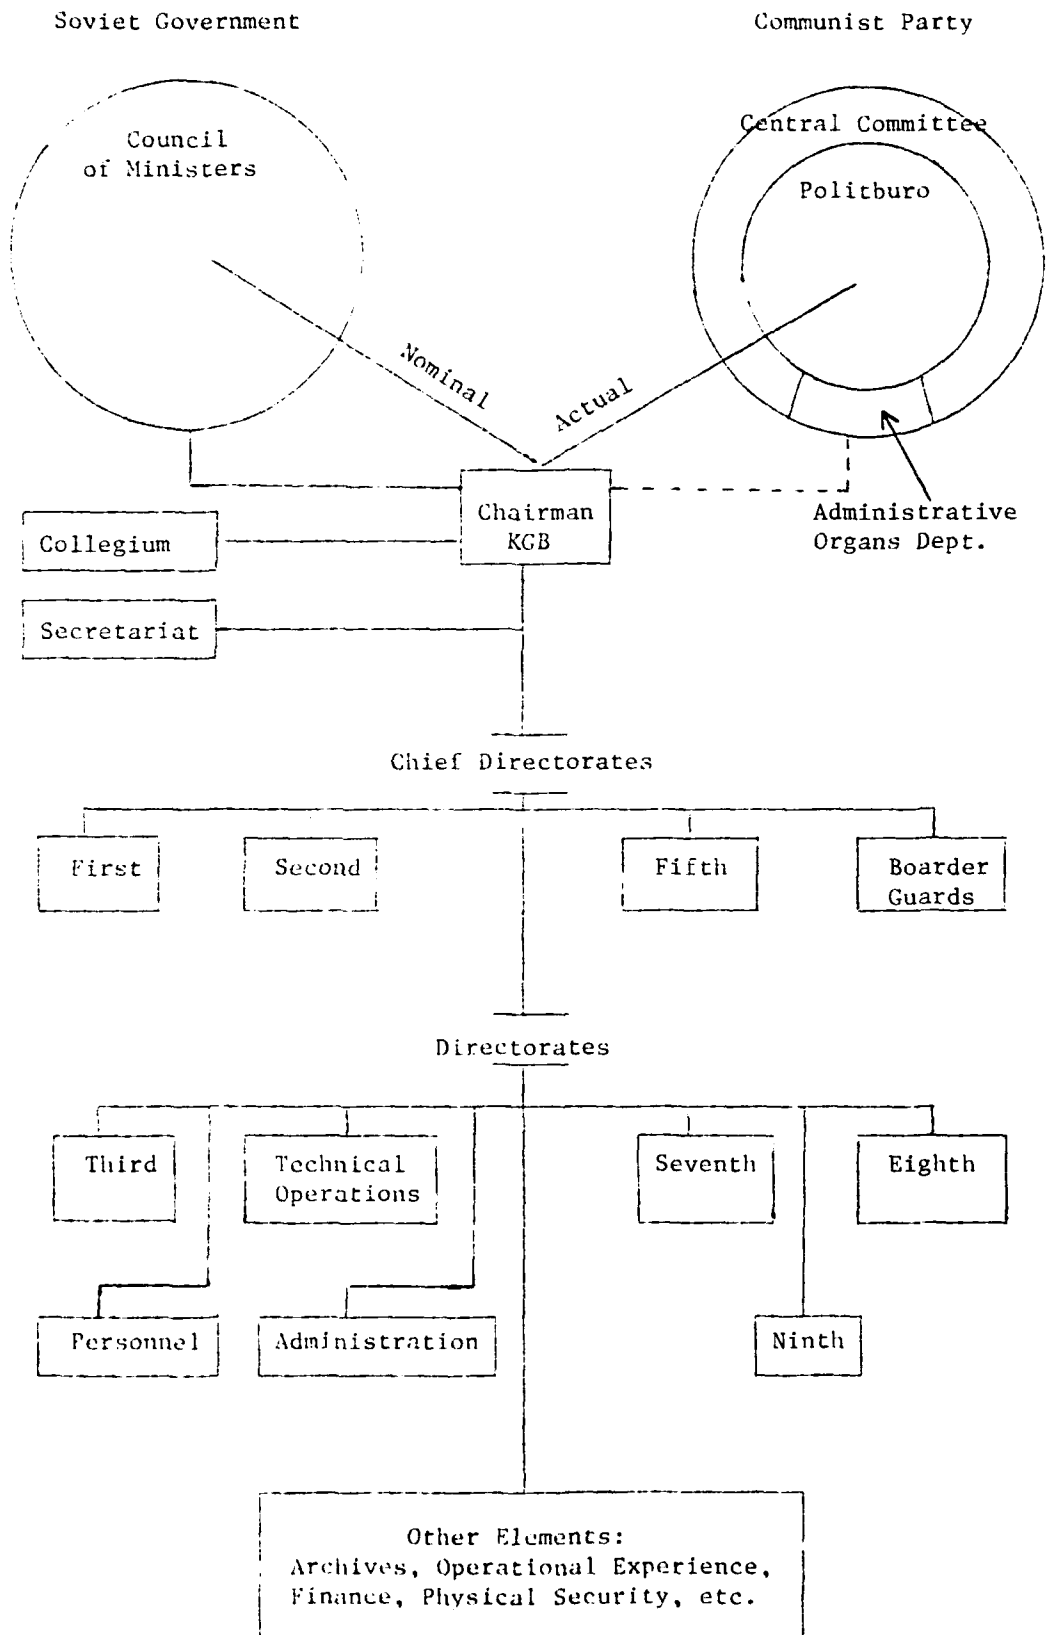 Soviet Government
Communist Party
Council
of Ministers
Central Committee
Politburo
Nominal
Actual
Chairman
KGB
Administrative
Organs Dept.
Collegium
Secretariat
Chief Directorates
First
Second
Fifth
Boarder
Guards
Directorates
Third
Technical
Operations
Seventh
Eighth
Personnel
Administration
Ninth
Other Elements:
Archives, Operational Experience,
Finance, Physical Security, etc.